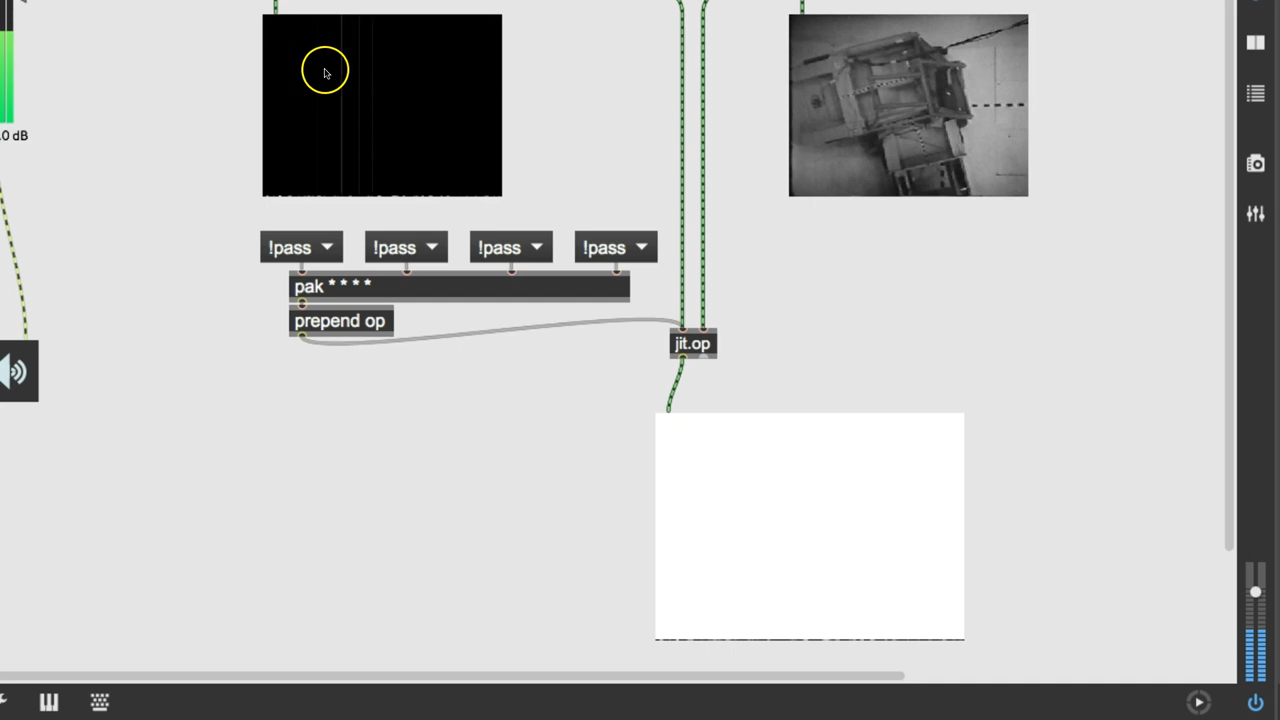 .0 dB
!pass !pass !pass !pass
pak * * * *
prepend op
jit.op